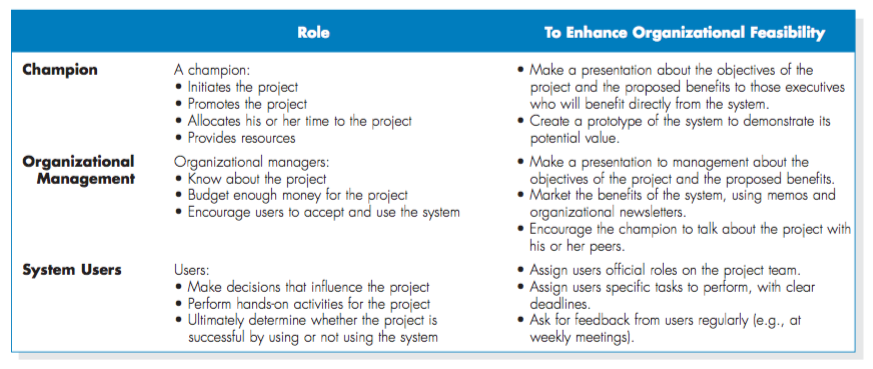 Role
To Enhance Organizational Feasibility
Champion
A champion:
• Initiates the project
• Promotes the project
• Allocates his or her time to the project
• Provides resources
• Make a presentation about the objectives of the
project and the proposed benefits to those executives
who will benefit directly from the system.
• Create a prototype of the system to demonstrate its
potential value.
Organizational
Management
Organizational managers:
• Know about the project
• Budget enough money for the project
• Encourage users to accept and use the system
• Make a presentation to management about the
objectives of the project and the proposed benefits.
• Market the benefits of the system, using memos and
organizational newsletters.
• Encourage the champion to talk about the project with
his or her peers.
System Users
Users:
• Make decisions that influence the project
• Perform hands-on activities for the project
• Ultimately determine whether the project is
successful by using or not using the system
• Assign users official roles on the project team.
• Assign users specific tasks to perform, with clear
deadlines.
• Ask for feedback from users regularly (e.g., at
weekly meetings).